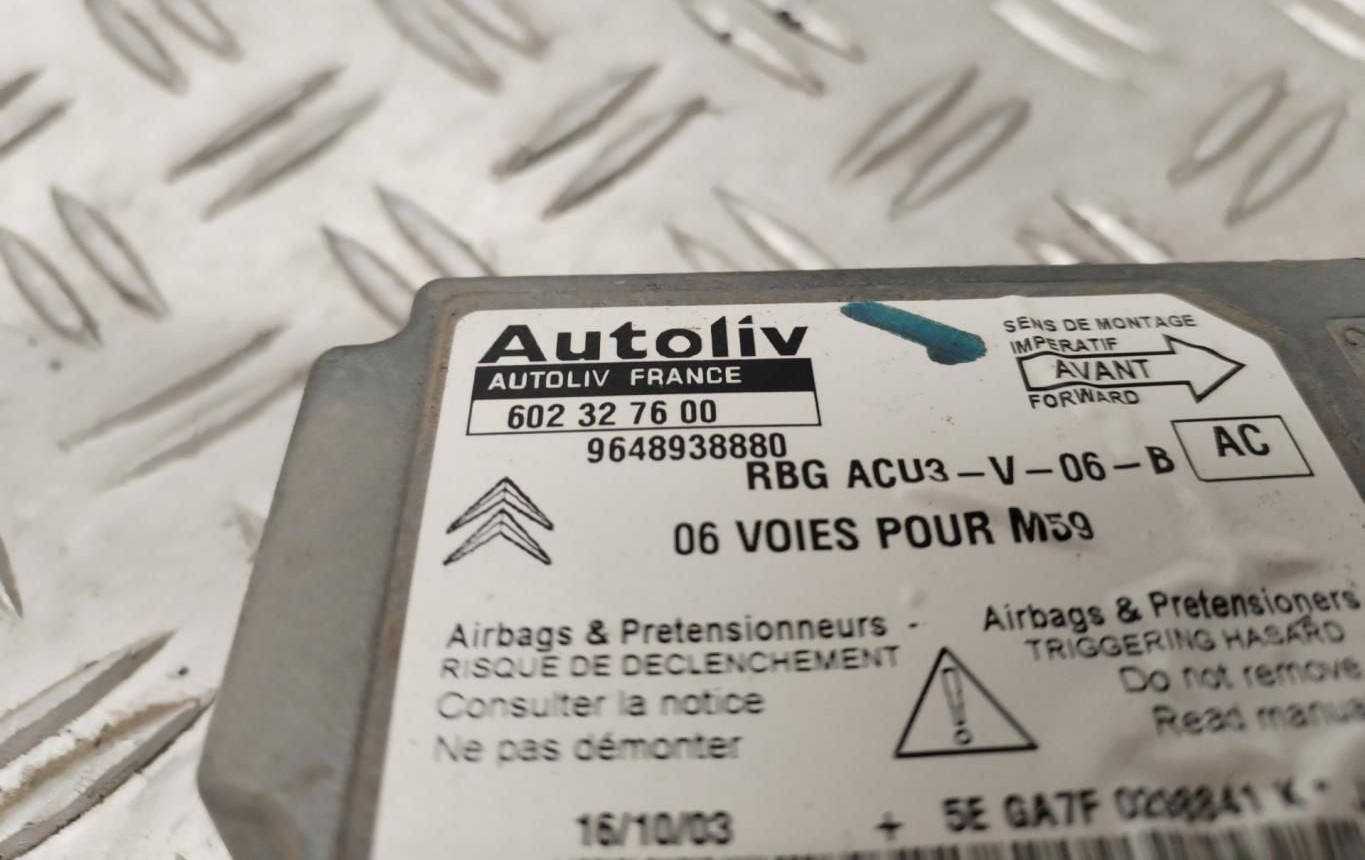 Autoliv
AUTOLIV FRANCE
602 32 76 00
9648938880
SENS DE MONTAGE
IMPERATIF
AVANT
FORWARD
RBG ACU3-V-06-B
AC
06 VOIES POUR M59
Airbags & Pretensionneurs -
RISQUE DE DECLENCHEMENT
Consulter la notice
Ne pas démonter
Airbags & Pretensioners
TRIGGERING HASARD
Do not remove
Read manua
!
16/10/03
+ 5E GA7F